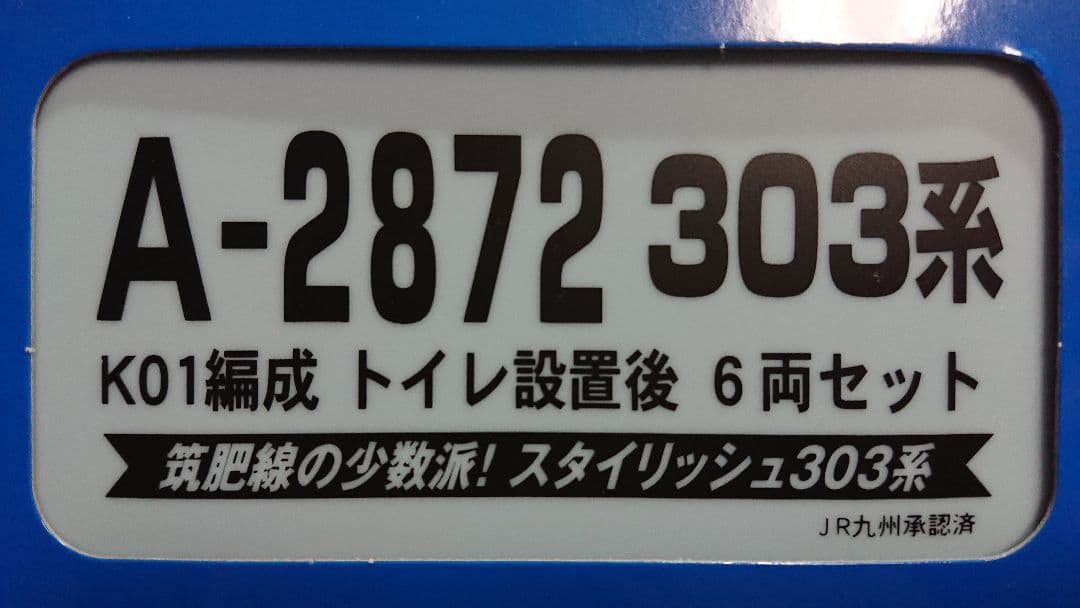 A-2872 303系
K01編成 トイレ設置後 6両セット
筑肥線の少数派! スタイリッシュ303系
JR九州承認済